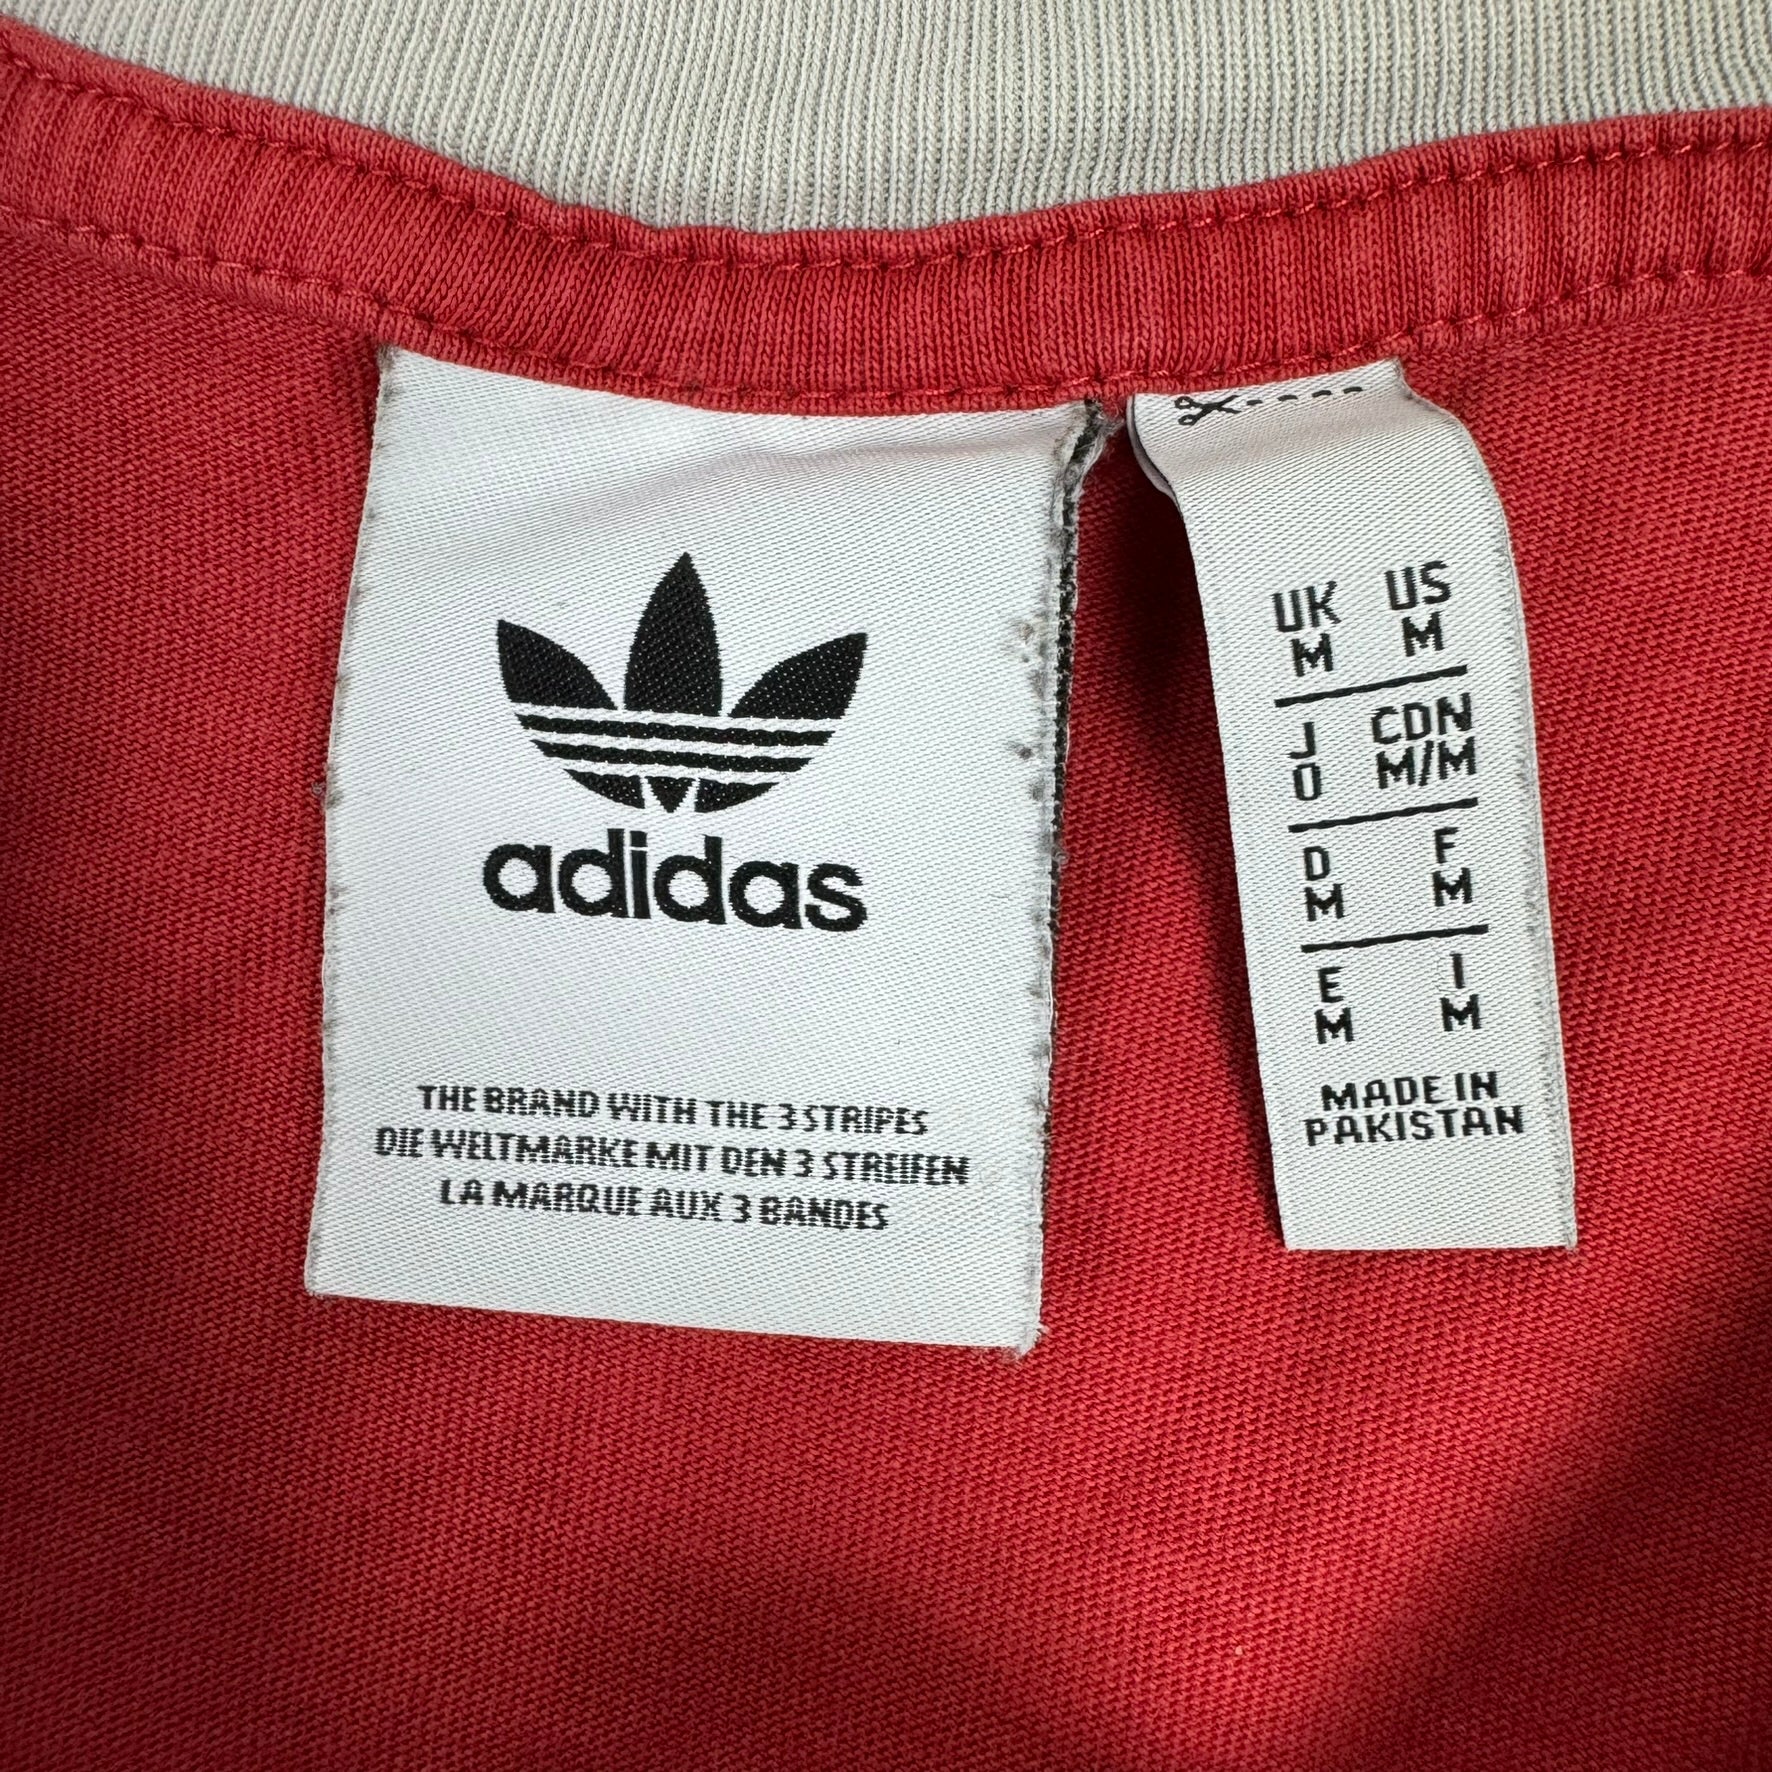 adidas
THE BRAND WITH THE 3 STRIPES
DIE WELTMARKE MIT DEN 3 STREIFEN
LA MARQUE AUX 3 BANDES
UK US
M M
J CDN
O M/M
D F
M M
E I
M M
MADE IN
PAKISTAN